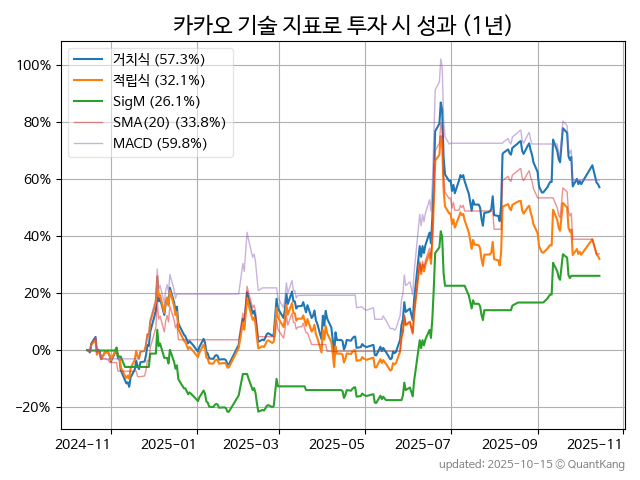 카카오 기술 지표로 투자 시 성과 (1년)
거치식 (57.3%)
적립식 (32.1%)
SigM (26.1%)
SMA(20) (33.8%)
MACD (59.8%)
100%
80%
60%
40%
20%
0%
−20%
2024-11 2025-01 2025-03 2025-05 2025-07 2025-09 2025-11
updated: 2025-10-15 © QuantKang